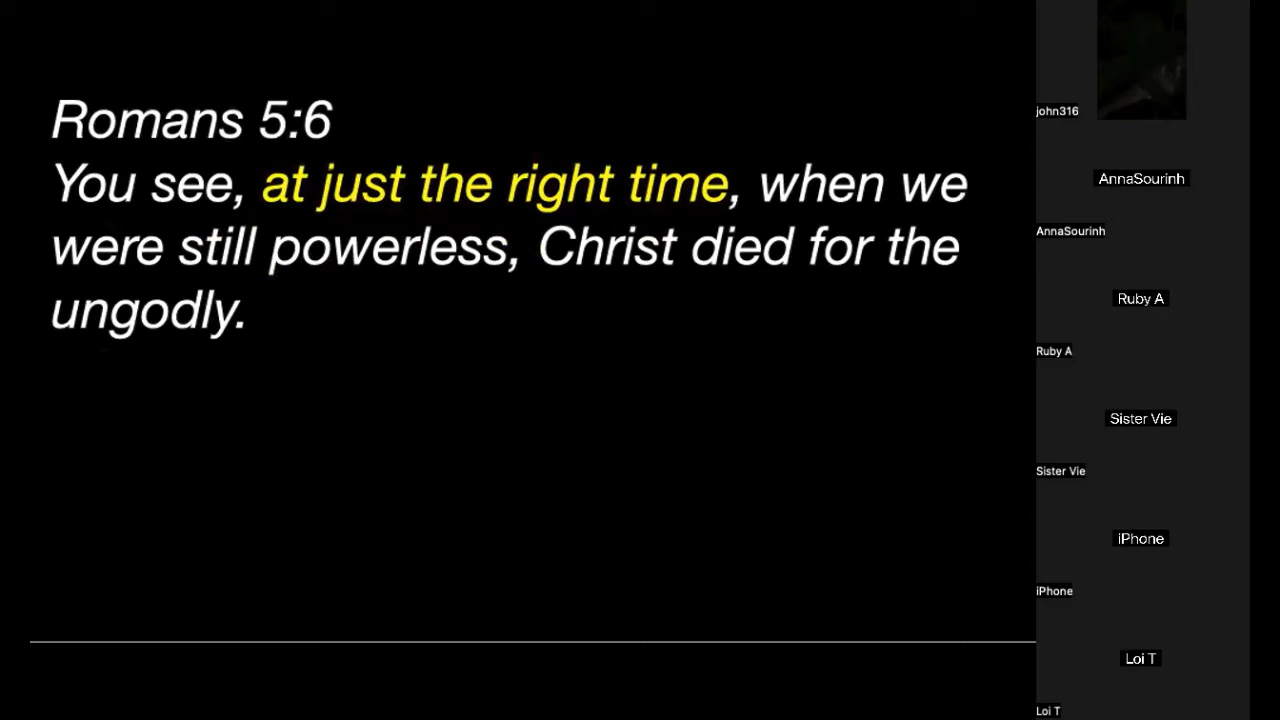 Romans 5:6
You see, at just the right time, when we
were still powerless, Christ died for the
ungodly.
john316
AnnaSourinh
AnnaSourinh
Ruby A
Ruby A
Sister Vie
Sister Vie
iPhone
iPhone
Loi T
Loi T